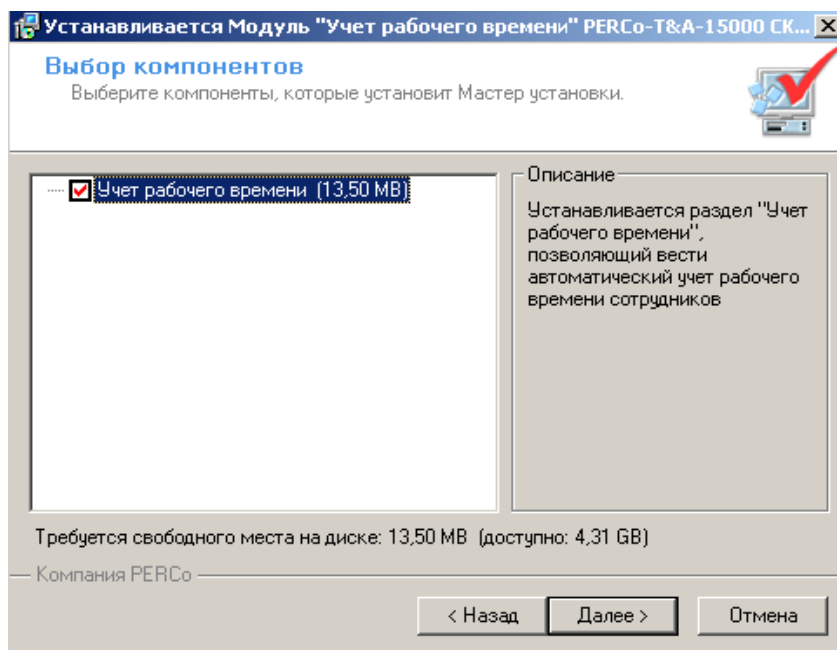 Устанавливается Модуль "Учет рабочего времени" PERCo-T&A-15000 СК...
Выбор компонентов
Выберите компоненты, которые установит Мастер установки.
Учет рабочего времени (13,50 MB)
Описание
Устанавливается раздел "Учет
рабочего времени",
позволяющий вести
автоматический учет рабочего
времени сотрудников
Требуется свободного места на диске: 13,50 MB (доступно: 4,31 GB)
Компания PERCo
< Назад
Далее >
Отмена